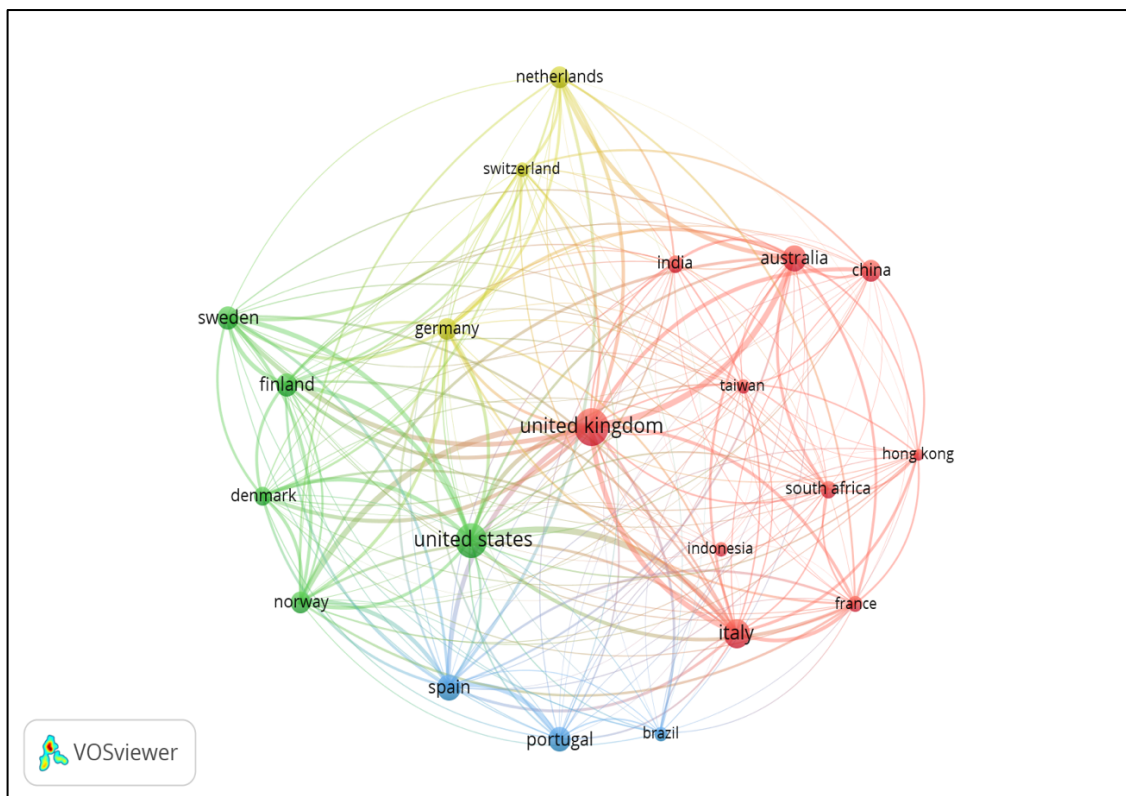 netherlands
switzerland
india
australia
china
sweden
germany
finland
taiwan
united kingdom
hong kong
denmark
south africa
united states
indonesia
norway
france
italy
spain
portugal
brazil
VOSviewer